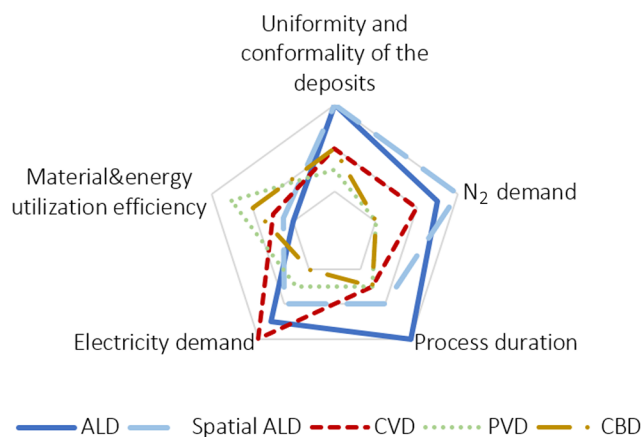 Uniformity and
conformality of the
deposits
Material&energy
utilization efficiency
N₂ demand
Electricity demand
Process duration
ALD Spatial ALD CVD PVD CBD